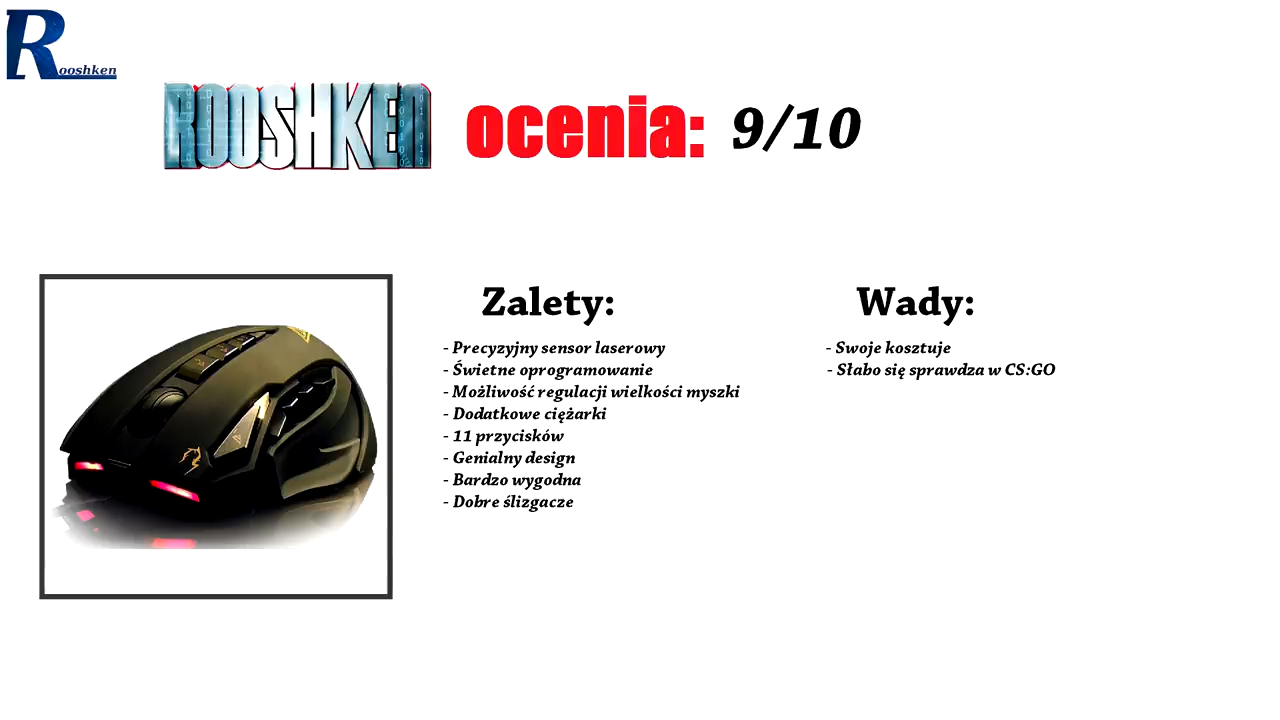 Rooshken
ROOSHKEN ocenia: 9/10
Zalety:
- Precyzyjny sensor laserowy
- Świetne oprogramowanie
- Możliwość regulacji wielkości myszki
- Dodatkowe ciężarki
- 11 przycisków
- Genialny design
- Bardzo wygodna
- Dobre ślizgacze
Wady:
- Swoje kosztuje
- Słabo się sprawdza w CS:GO